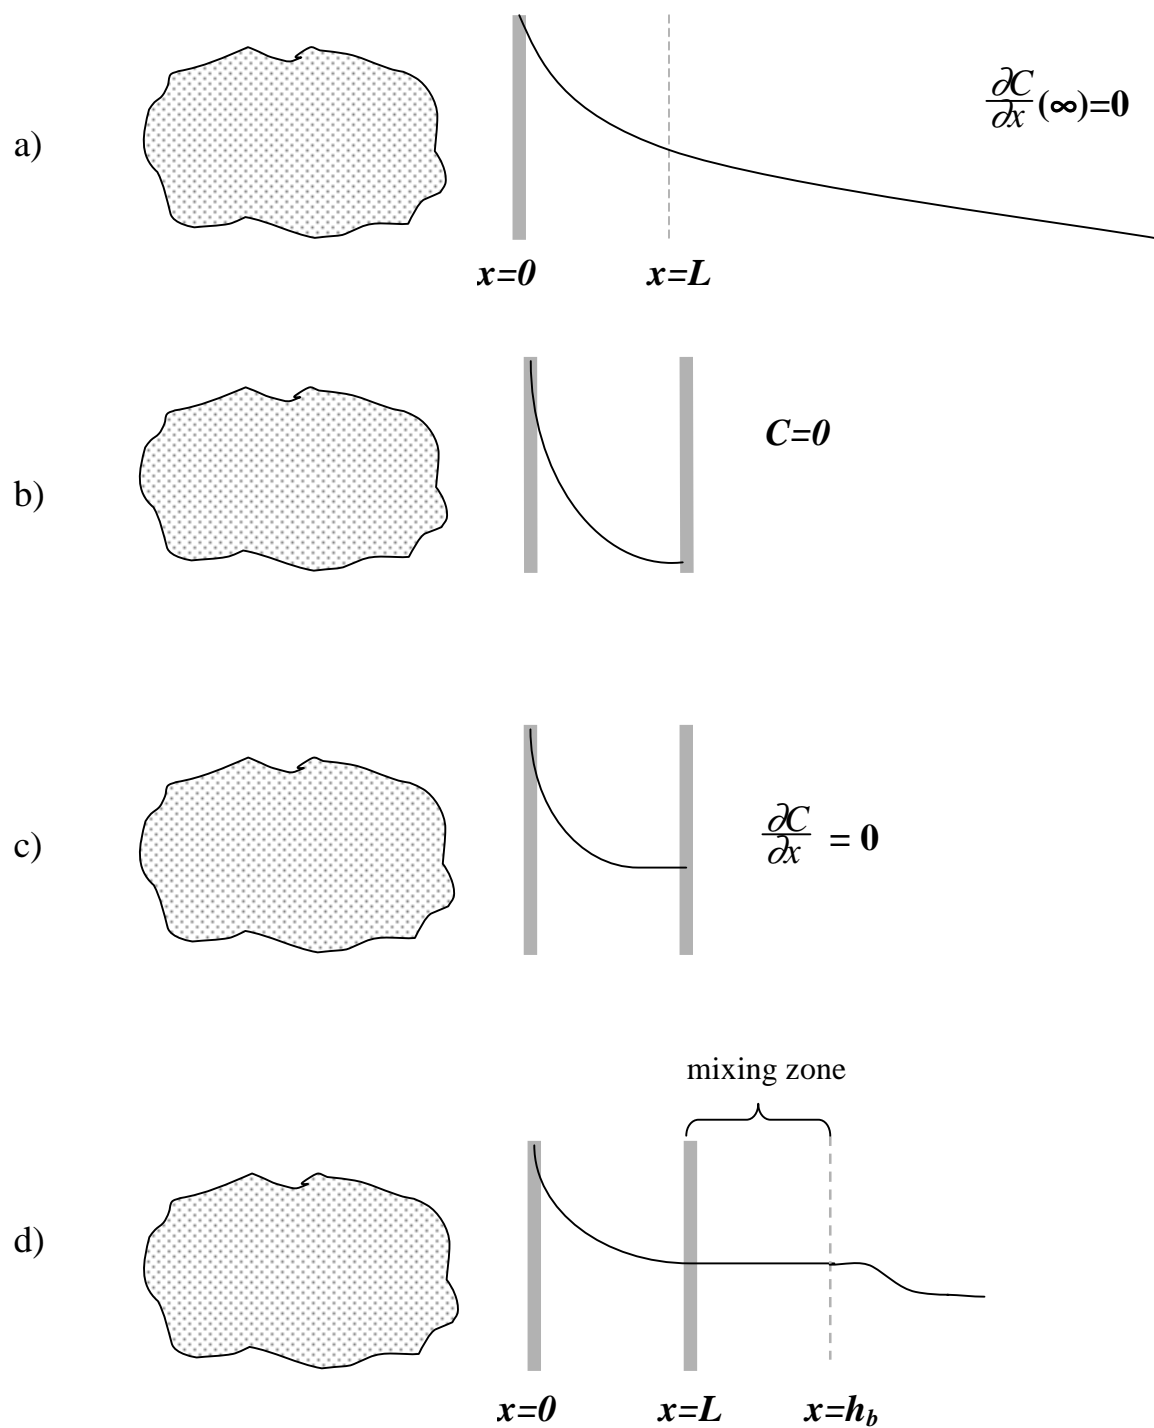 a)
∂C/∂x (∞)=0
x=0 x=L
b)
C=0
c)
∂C/∂x = 0
mixing zone
d)
x=0 x=L x=h_b